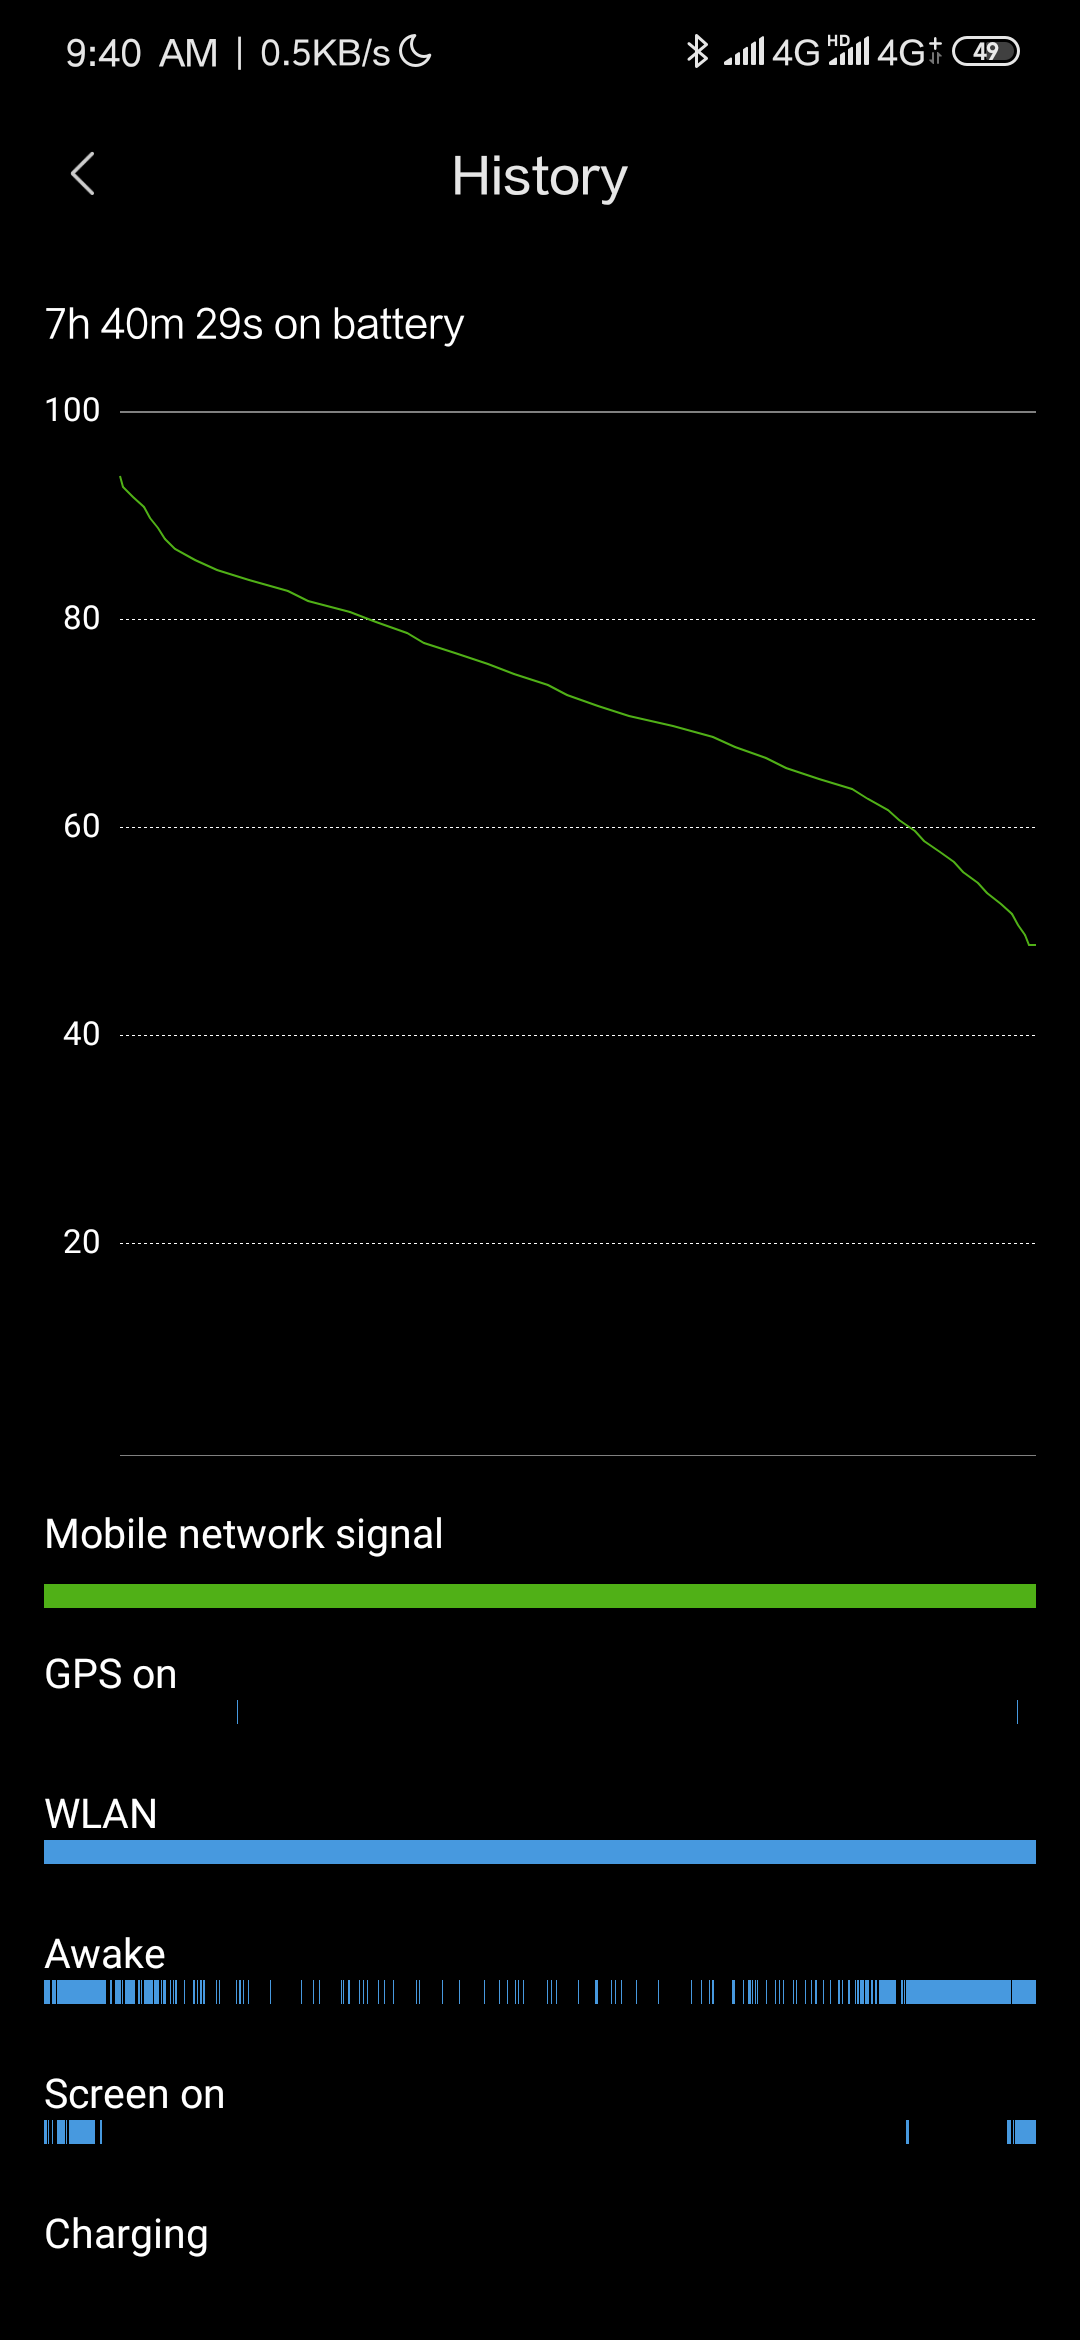 9:40 AM | 0.5KB/s 4G HD 4G+ 49
History
7h 40m 29s on battery
100
80
60
40
20
Mobile network signal
GPS on
WLAN
Awake
Screen on
Charging